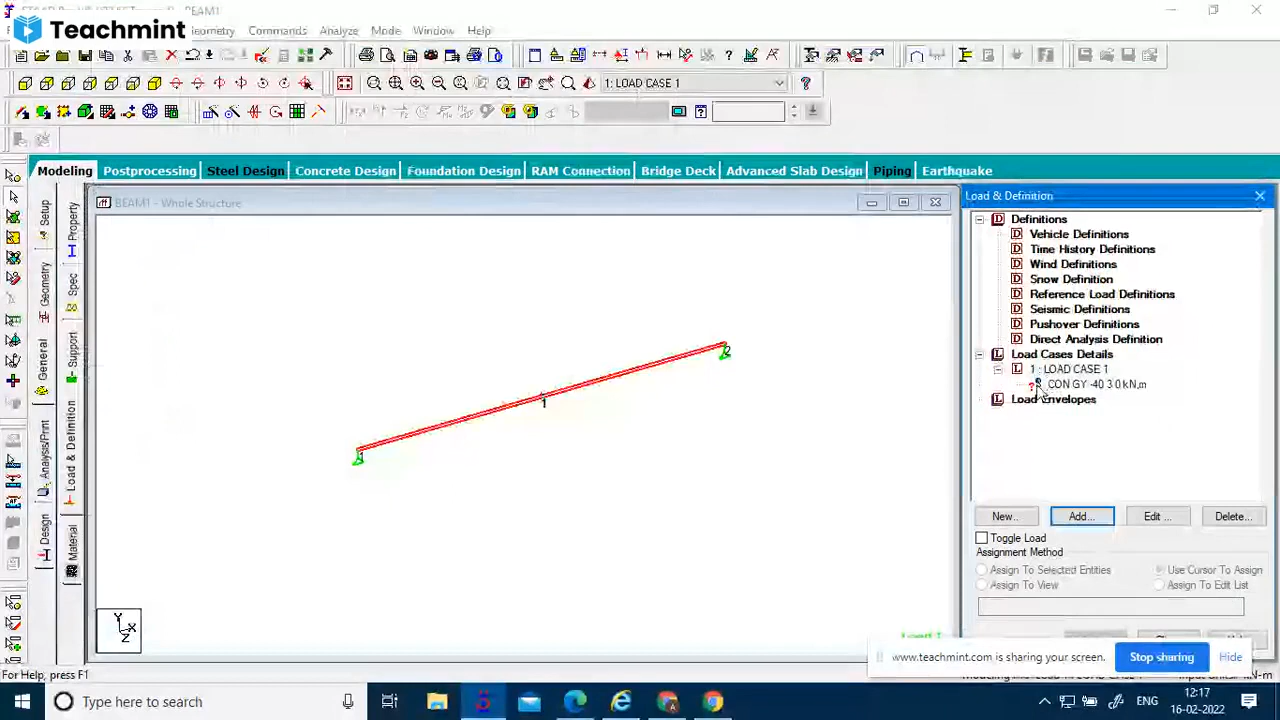 BEAM1
Teachmint
Geometry Commands Analyze Mode Window Help
1: LOAD CASE 1
Modeling Postprocessing Steel Design Concrete Design Foundation Design RAM Connection Bridge Deck Advanced Slab Design Piping Earthquake
Setup
Geometry
General
Analysis/Print
Design
Property
Spec
Support
Load & Definition
Material
BEAM1 - Whole Structure
1
1
2
Y
X
Z
Load 1
Load & Definition
Definitions
Vehicle Definitions
Time History Definitions
Wind Definitions
Snow Definition
Reference Load Definitions
Seismic Definitions
Pushover Definitions
Direct Analysis Definition
Load Cases Details
1 : LOAD CASE 1
CON GY -40 3 0 kN,m
Load Envelopes
New... Add... Edit ... Delete...
Toggle Load
Assignment Method
Assign To Selected Entities Use Cursor To Assign
Assign To View Assign To Edit List
www.teachmint.com is sharing your screen. Stop sharing Hide
For Help, press F1
Type here to search
ENG
12:17
16-02-2022